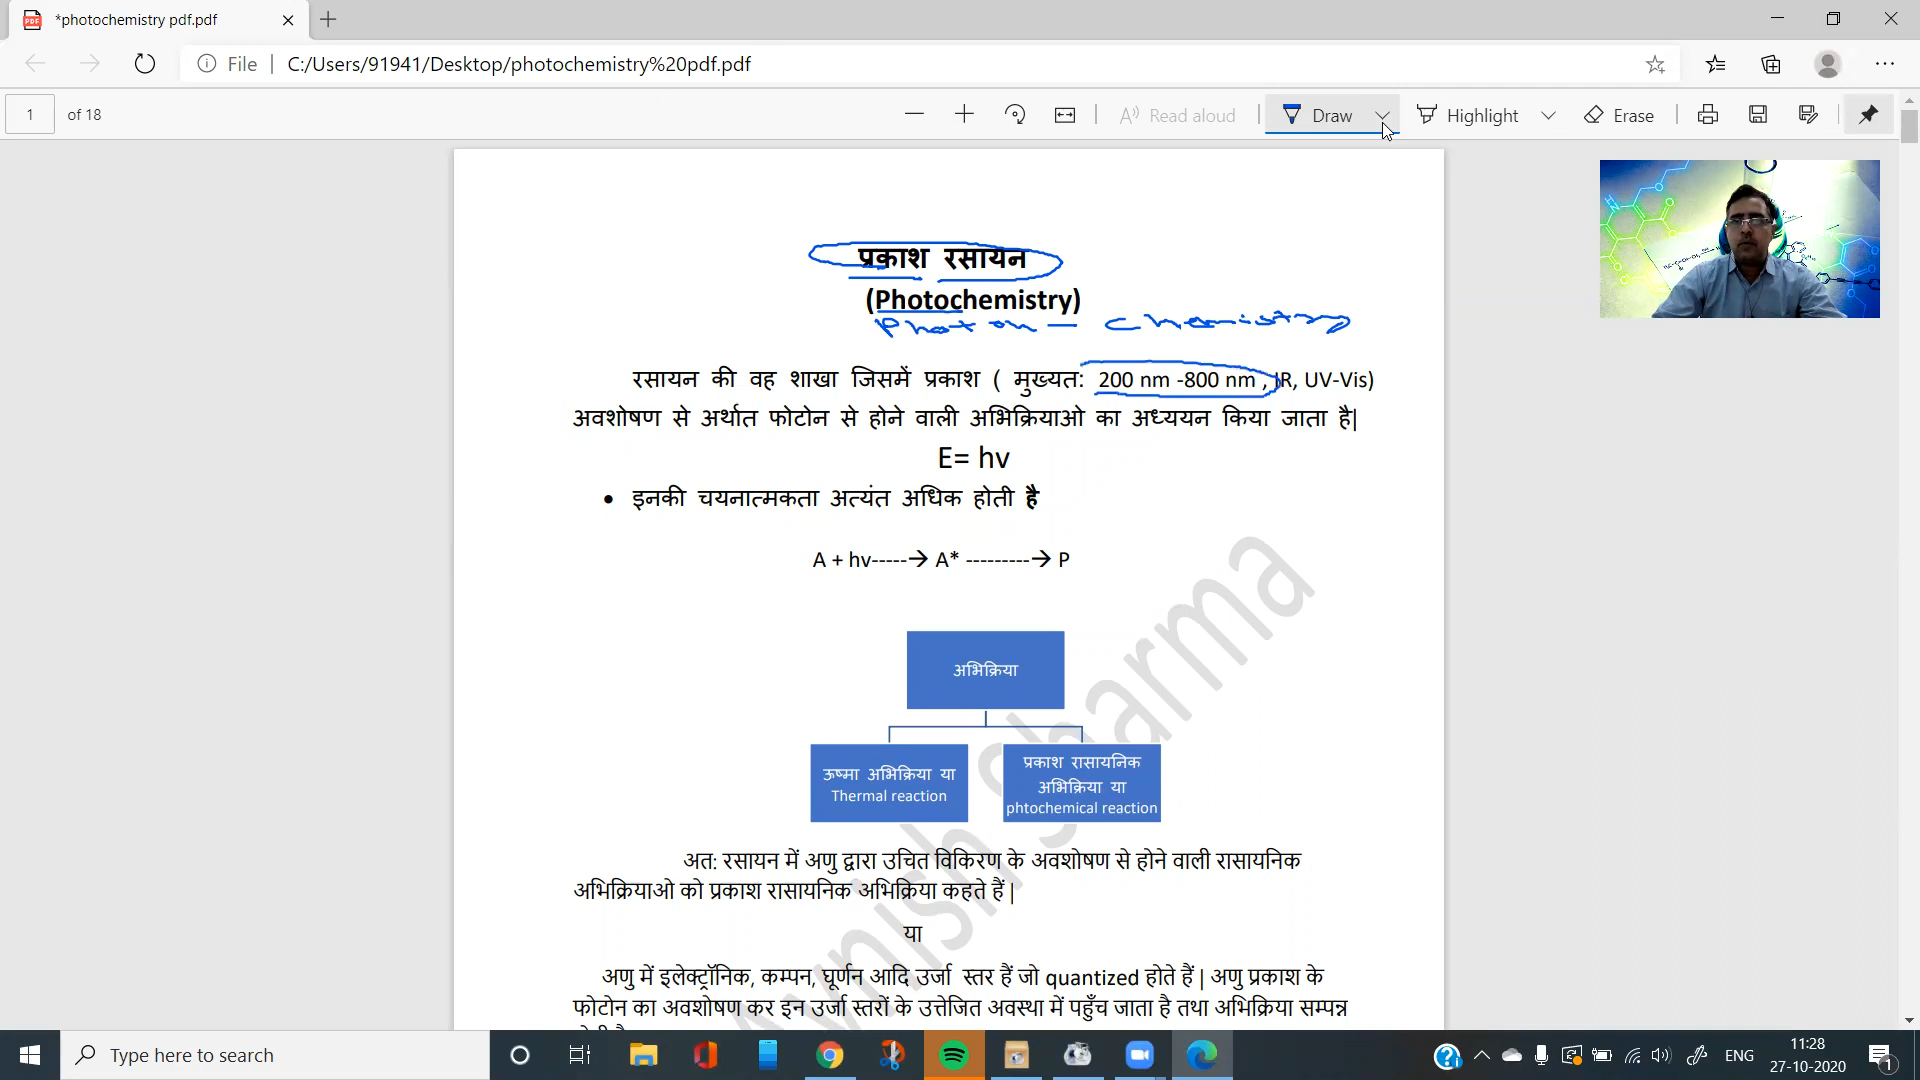 *photochemistry pdf.pdf
File
C:/Users/91941/Desktop/photochemistry%20pdf.pdf
1 of 18
Read aloud
Draw
Highlight
Erase
प्रकाश रसायन
(Photochemistry)
Photon - Chemistry
रसायन की वह शाखा जिसमें प्रकाश ( मुख्यत: 200 nm -800 nm , IR, UV-Vis)
अवशोषण से अर्थात फोटोन से होने वाली अभिक्रियाओ का अध्ययन किया जाता है|
E= hv
• इनकी चयनात्मकता अत्यंत अधिक होती है
A + hv-----→ A* ---------→ P
अभिक्रिया
ऊष्मा अभिक्रिया या
Thermal reaction
प्रकाश रासायनिक
अभिक्रिया या
phtochemical reaction
अत: रसायन में अणु द्वारा उचित विकिरण के अवशोषण से होने वाली रासायनिक
अभिक्रियाओ को प्रकाश रासायनिक अभिक्रिया कहते हैं|
या
अणु में इलेक्ट्रॉनिक, कम्पन, घूर्णन आदि उर्जा स्तर हैं जो quantized होते हैं| अणु प्रकाश के
फोटोन का अवशोषण कर इन उर्जा स्तरों के उत्तेजित अवस्था में पहुँच जाता है तथा अभिक्रिया सम्पन्न
Avnish Sharma
Type here to search
ENG
11:28
27-10-2020
1